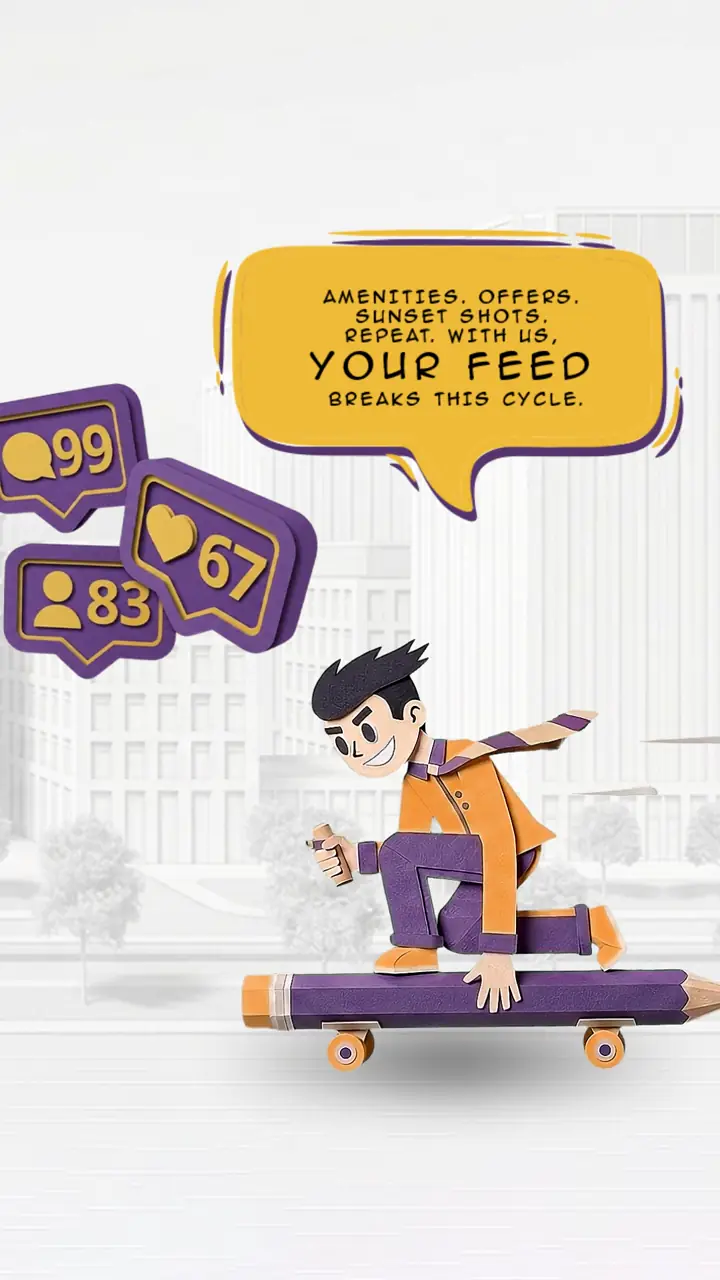 AMENITIES. OFFERS.
SUNSET SHOTS.
REPEAT. WITH US,
YOUR FEED
BREAKS THIS CYCLE.
99
67
83